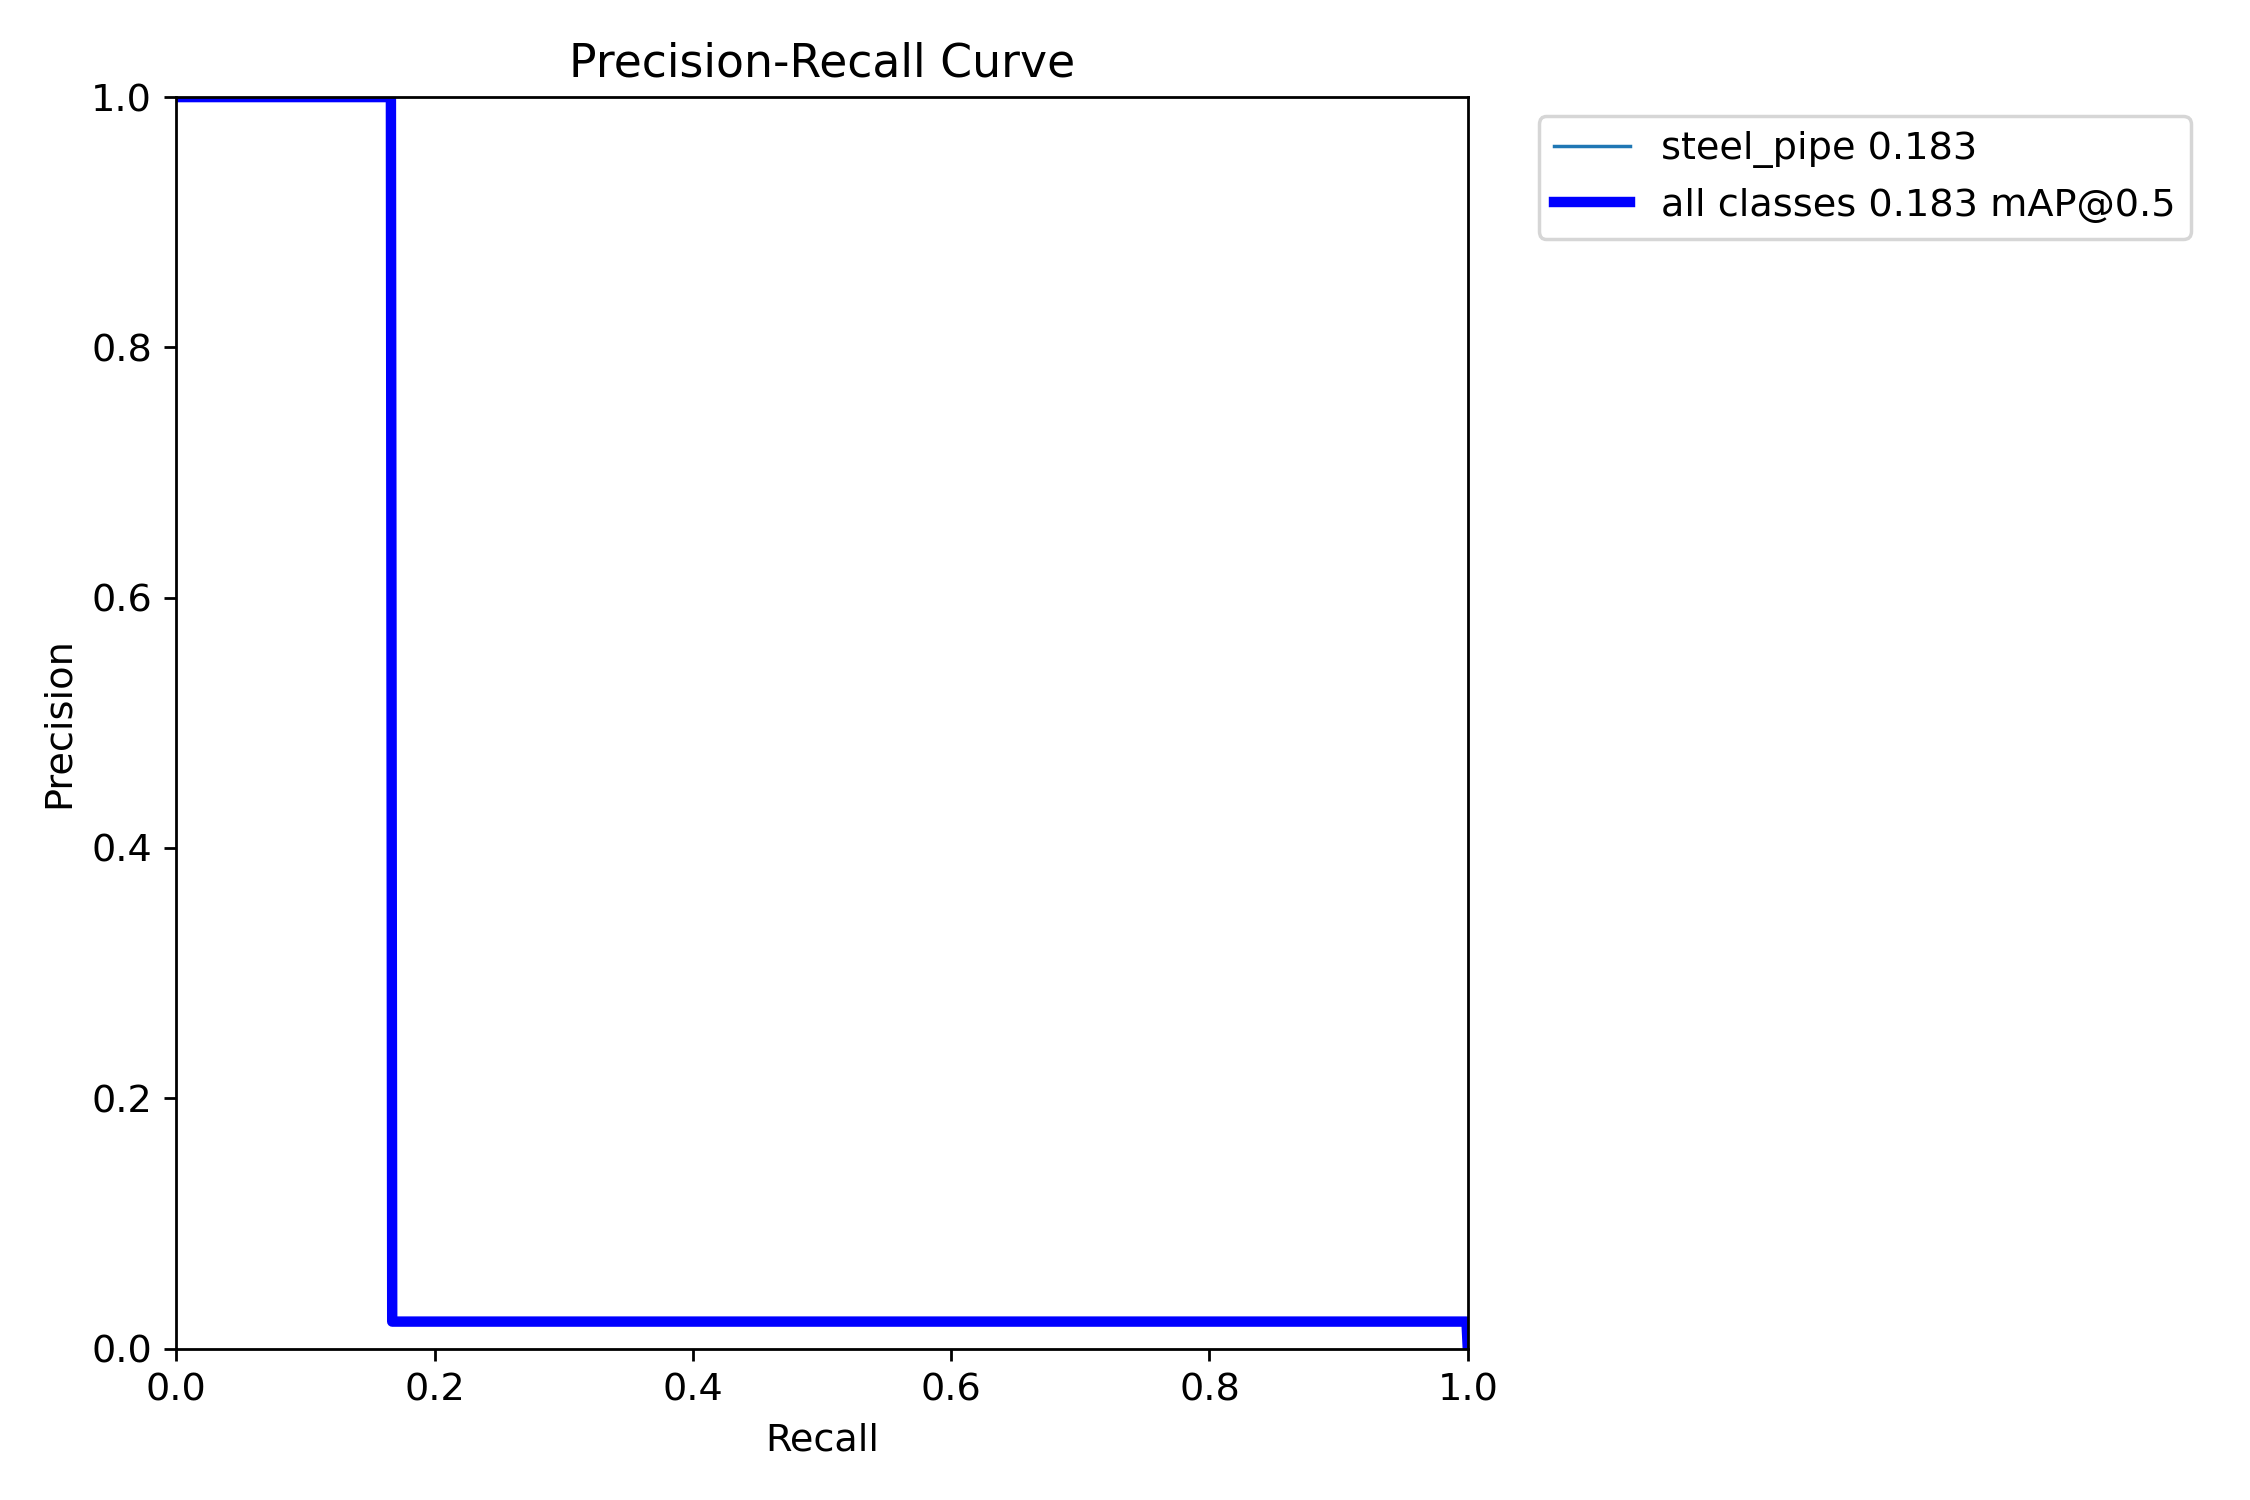 Precision-Recall Curve
1.0
0.8
0.6
0.4
0.2
0.0
Precision
0.0 0.2 0.4 0.6 0.8 1.0
Recall
steel_pipe 0.183
all classes 0.183 mAP@0.5